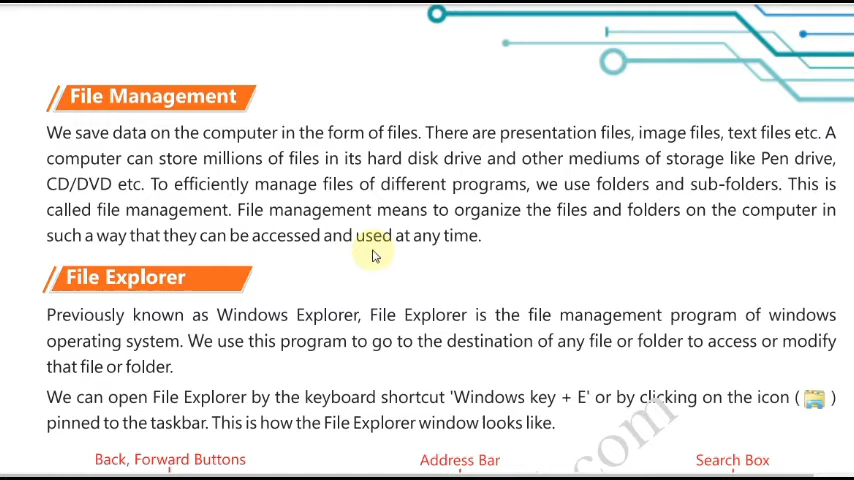 File Management
We save data on the computer in the form of files. There are presentation files, image files, text files etc. A
computer can store millions of files in its hard disk drive and other mediums of storage like Pen drive,
CD/DVD etc. To efficiently manage files of different programs, we use folders and sub-folders. This is
called file management. File management means to organize the files and folders on the computer in
such a way that they can be accessed and used at any time.
File Explorer
Previously known as Windows Explorer, File Explorer is the file management program of windows
operating system. We use this program to go to the destination of any file or folder to access or modify
that file or folder.
We can open File Explorer by the keyboard shortcut 'Windows key + E' or by clicking on the icon ( )
pinned to the taskbar. This is how the File Explorer window looks like.
Back, Forward Buttons Address Bar Search Box